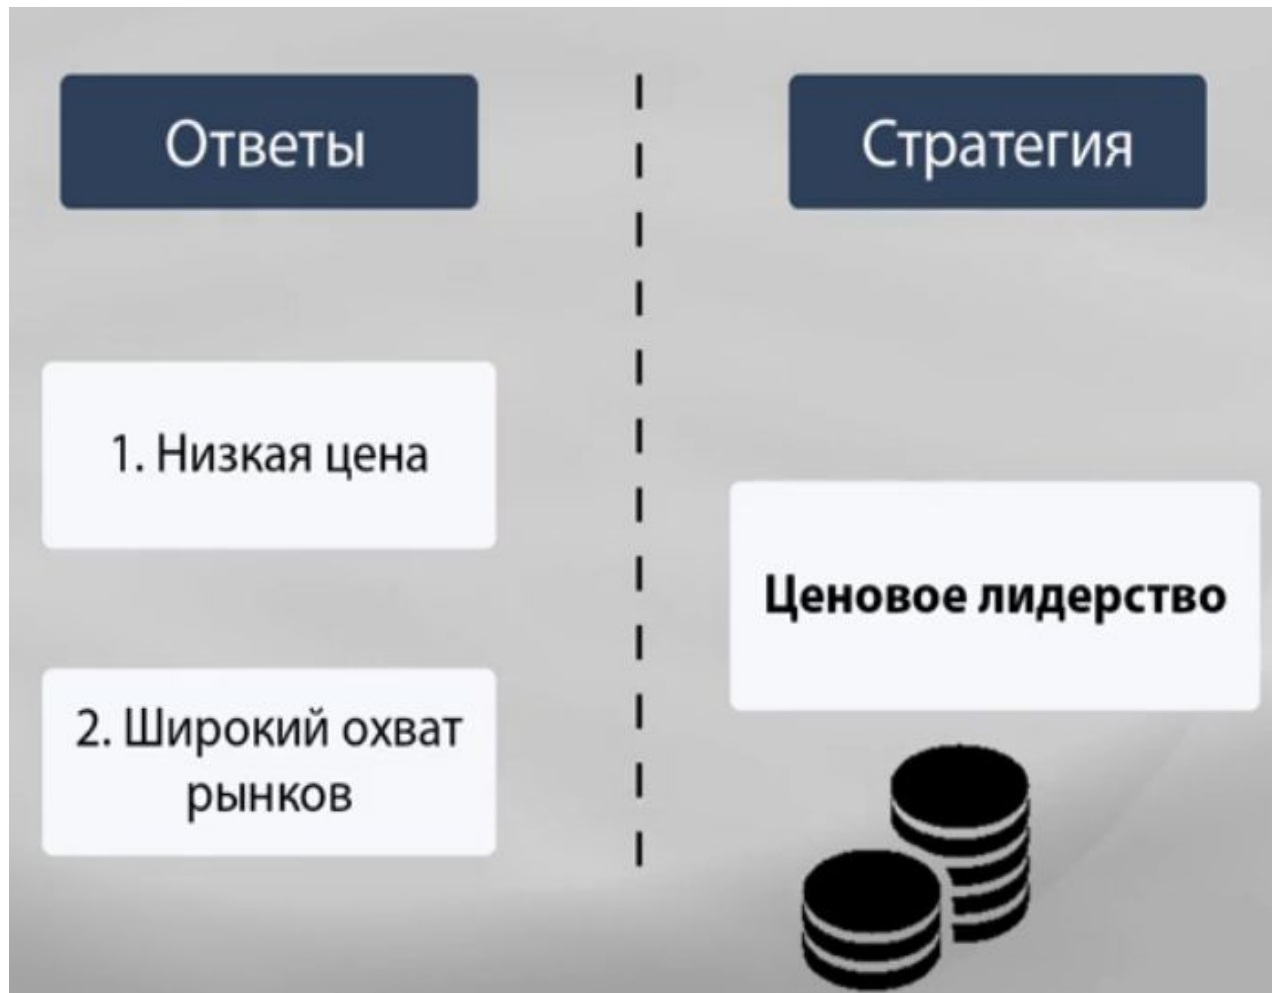 Ответы
Стратегия
1. Низкая цена
Ценовое лидерство
2. Широкий охват
рынков